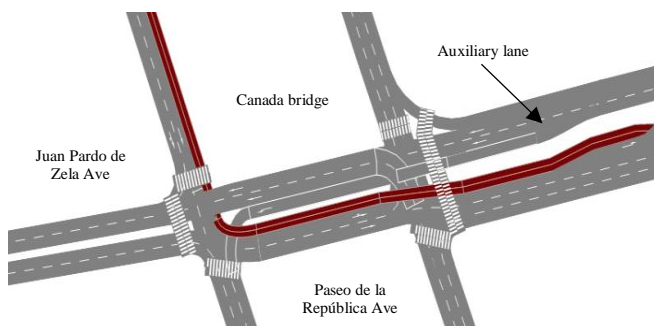 Auxiliary lane
Canada bridge
Juan Pardo de
Zela Ave
Paseo de la
República Ave